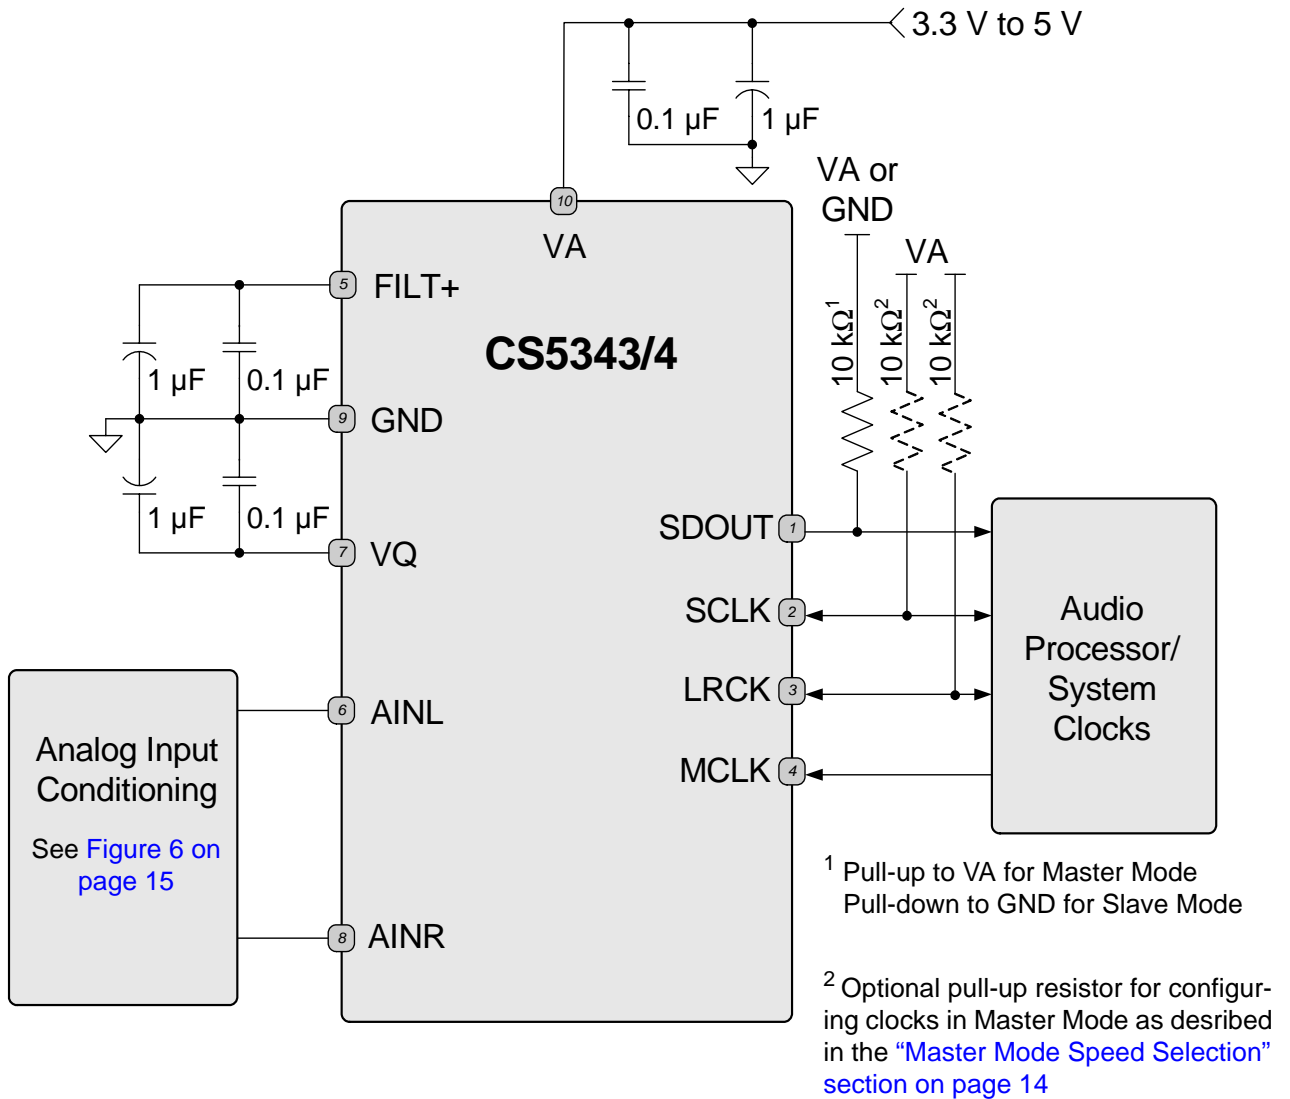 3.3 V to 5 V
0.1 µF
1 µF
VA or
GND
VA
10 kΩ1
10 kΩ2
10 kΩ2
10
VA
5
FILT+
CS5343/4
1 µF
0.1 µF
9
GND
1 µF
0.1 µF
7
VQ
SDOUT
1
SCLK
2
LRCK
3
MCLK
4
Audio
Processor/
System
Clocks
6
AINL
Analog Input
Conditioning
See Figure 6 on
page 15
8
AINR
1 Pull-up to VA for Master Mode
Pull-down to GND for Slave Mode
2 Optional pull-up resistor for configur-
ing clocks in Master Mode as desribed
in the “Master Mode Speed Selection”
section on page 14